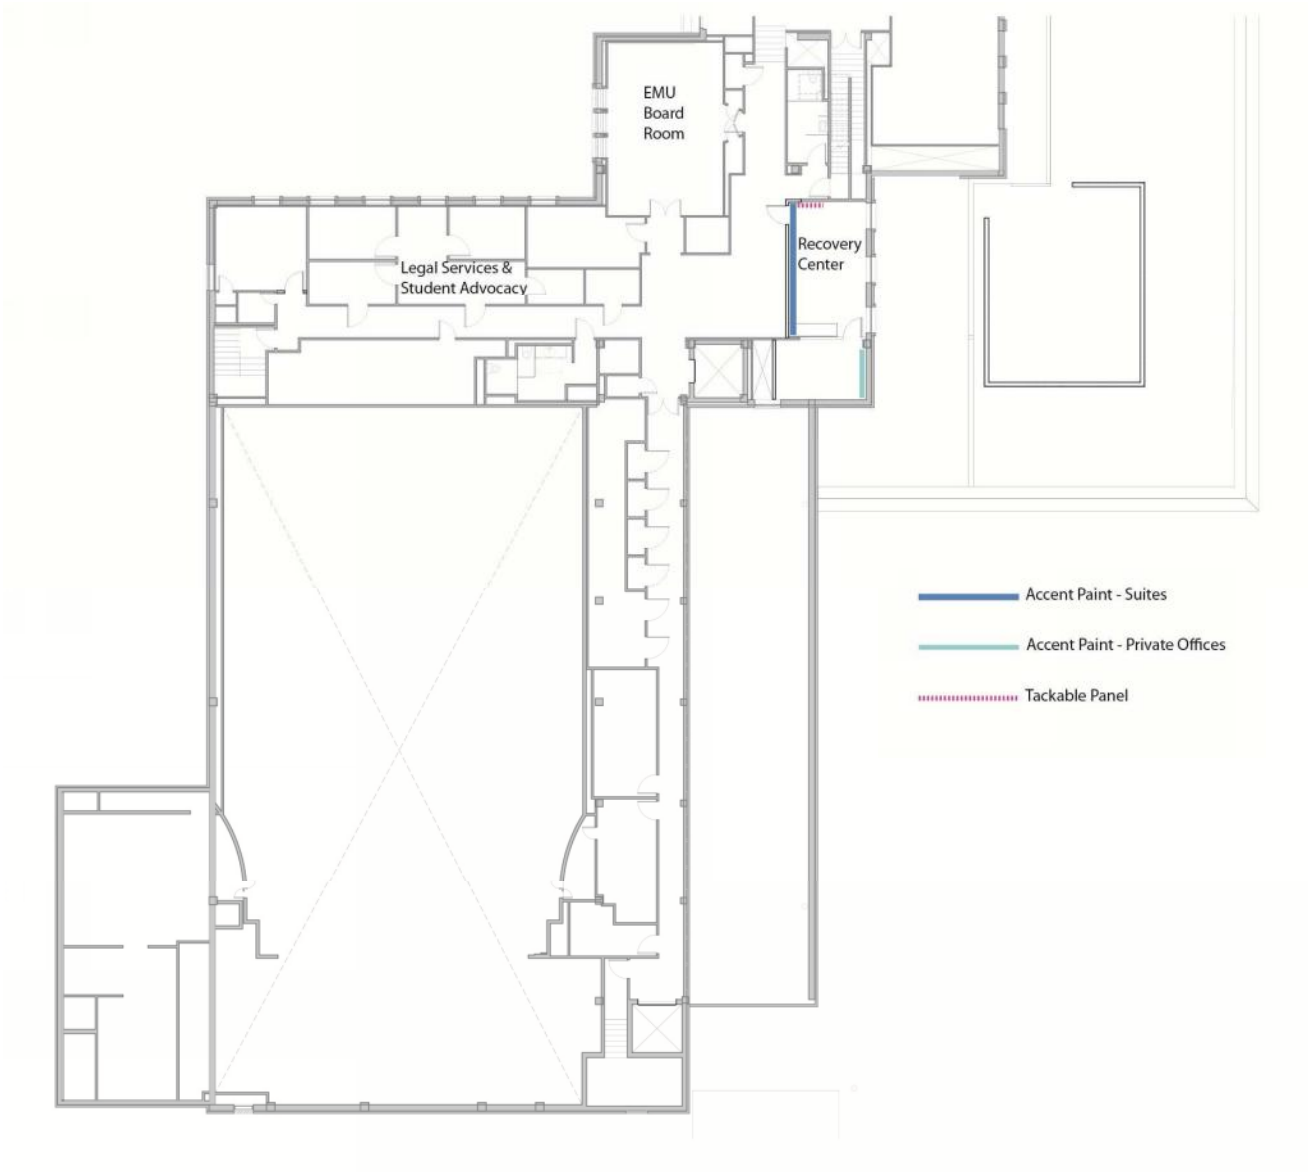 EMU
Board
Room
Recovery
Center
Legal Services &
Student Advocacy
Accent Paint - Suites
Accent Paint - Private Offices
Tackable Panel